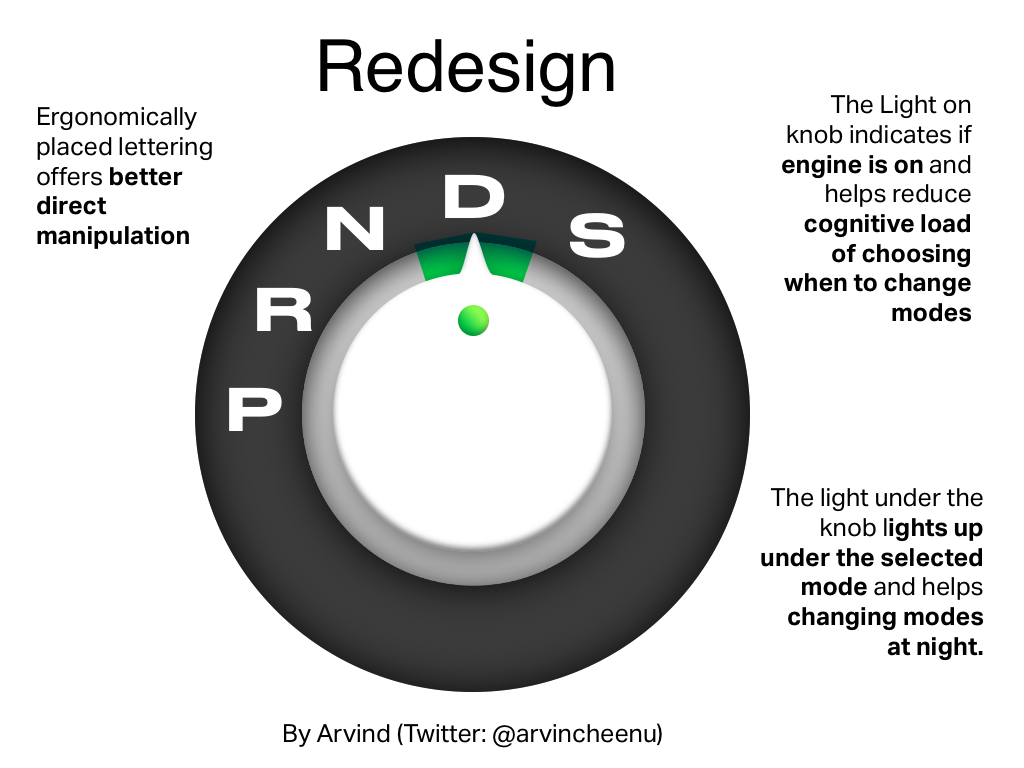 Redesign
Ergonomically
placed lettering
offers better
direct
manipulation
The Light on
knob indicates if
engine is on and
helps reduce
cognitive load
of choosing
when to change
modes
P
R
N
D
S
The light under the
knob lights up
under the selected
mode and helps
changing modes
at night.
By Arvind (Twitter: @arvincheenu)